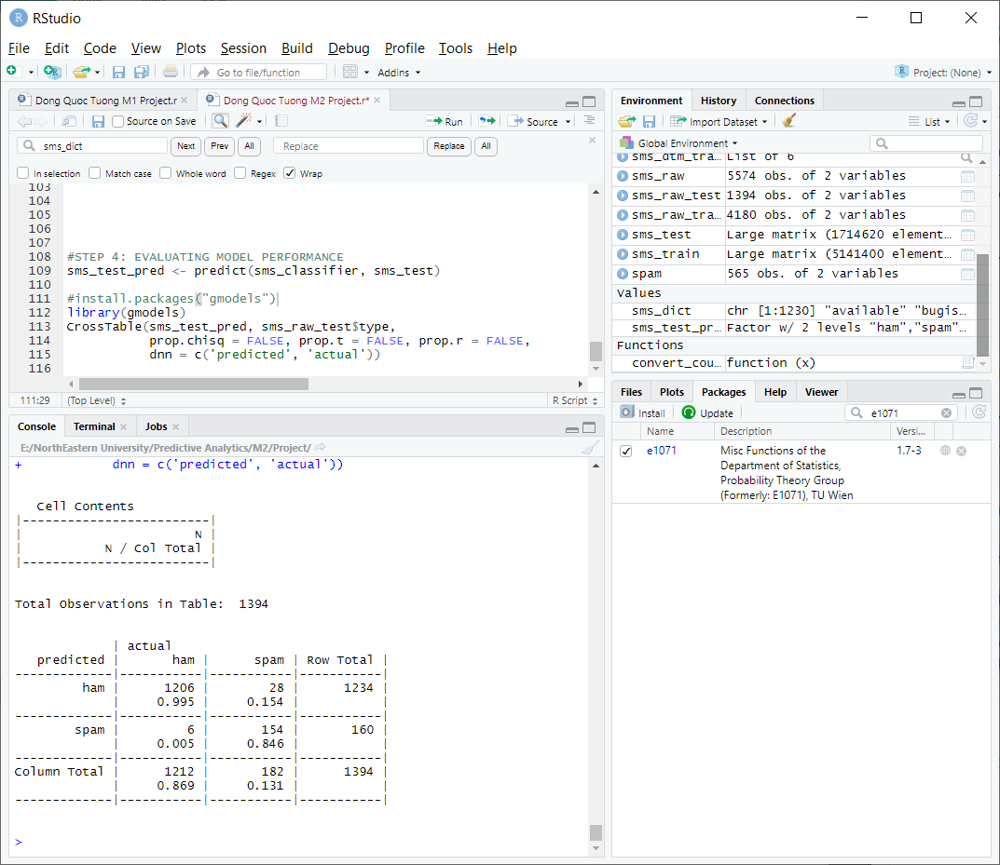 RStudio
File Edit Code View Plots Session Build Debug Profile Tools Help
Go to file/function Addins Project: (None)
Dong Quoc Tuong M1 Project.r Dong Quoc Tuong M2 Project.r*
Source on Save Run Source
sms_dict Next Prev All Replace Replace All
In selection Match case Whole word Regex Wrap
103
104
105
106
107
108 #STEP 4: EVALUATING MODEL PERFORMANCE
109 sms_test_pred <- predict(sms_classifier, sms_test)
110
111 #install.packages("gmodels")
112 library(gmodels)
113 CrossTable(sms_test_pred, sms_raw_test$type,
114 prop.chisq = FALSE, prop.t = FALSE, prop.r = FALSE,
115 dnn = c('predicted', 'actual'))
116
111:29 (Top Level) R Script
Console Terminal Jobs
E:/NorthEastern University/Predictive Analytics/M2/Project/
+ dnn = c('predicted', 'actual'))
Cell Contents
|-------------------------|
| N |
| N / Col Total |
|-------------------------|
Total Observations in Table: 1394
| actual
predicted | ham | spam | Row Total |
-------------|-----------|-----------|-----------|
ham | 1206 | 28 | 1234 |
| 0.995 | 0.154 | |
-------------|-----------|-----------|-----------|
spam | 6 | 154 | 160 |
| 0.005 | 0.846 | |
-------------|-----------|-----------|-----------|
Column Total | 1212 | 182 | 1394 |
| 0.869 | 0.131 | |
-------------|-----------|-----------|-----------|
>
Environment History Connections
Import Dataset List
Global Environment
sms_dtm_tra… List of 6
sms_raw 5574 obs. of 2 variables
sms_raw_test 1394 obs. of 2 variables
sms_raw_tra… 4180 obs. of 2 variables
sms_test Large matrix (1714620 element…
sms_train Large matrix (5141400 element…
spam 565 obs. of 2 variables
Values
sms_dict chr [1:1230] "available" "bugis…
sms_test_pr… Factor w/ 2 levels "ham","spam"…
Functions
convert_cou… function (x)
Files Plots Packages Help Viewer
Install Update e1071
Name Description Versi…
e1071 Misc Functions of the 1.7-3
Department of Statistics,
Probability Theory Group
(Formerly: E1071), TU Wien